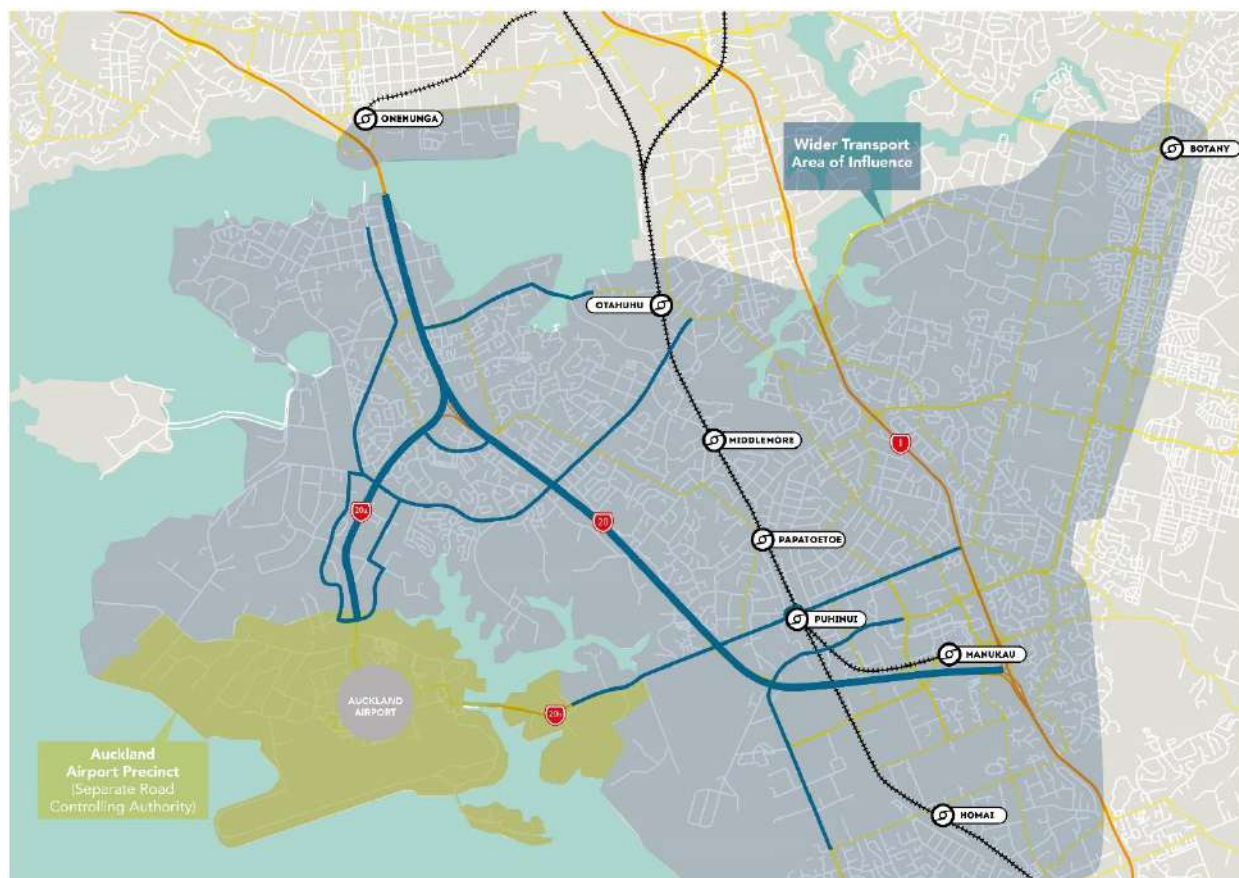 ONEHUNGA
BOTANY
Wider Transport
Area of Influence
OTAHUHU
MIDDLEMORE
1
20A
20
PAPATOETOE
PUHINUI
MANUKAU
AUCKLAND
AIRPORT
20B
Auckland
Airport Precinct
(Separate Road
Controlling Authority)
HOMAI